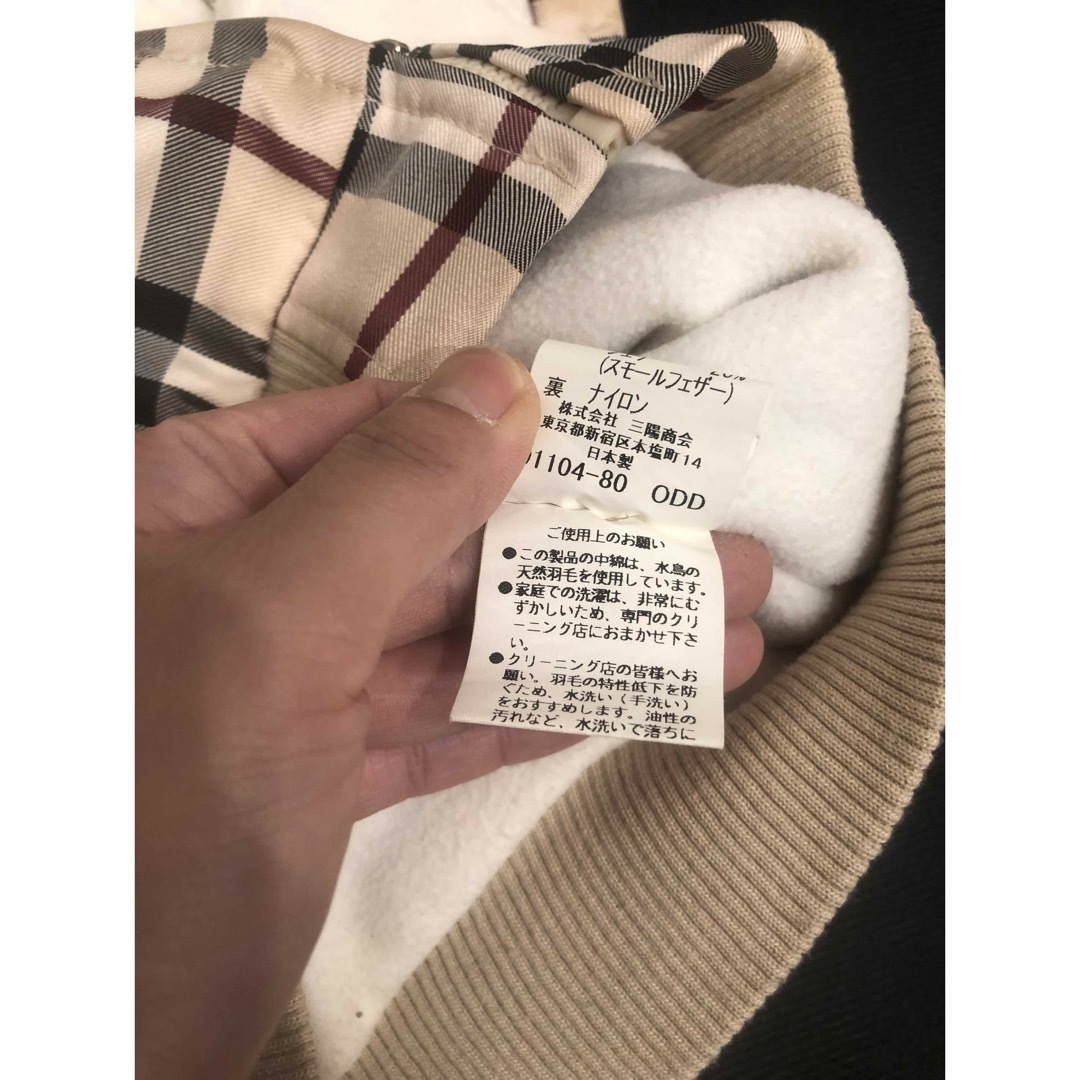 20%
(スモールフェザー)
裏 ナイロン
株式会社 三陽商会
東京都新宿区本塩町14
日本製
01104-80 ODD
ご使用上のお願い
●この製品の中綿は、水鳥の
天然羽毛を使用しています。
●家庭での洗濯は、非常にむ
ずかしいため、専門のクリ
ーニング店におまかせ下さ
い。
●クリーニング店の皆様へお
願い。羽毛の特性低下を防
ぐため、水洗い(手洗い)
をおすすめします。油性の
汚れなど、水洗いで落ちに